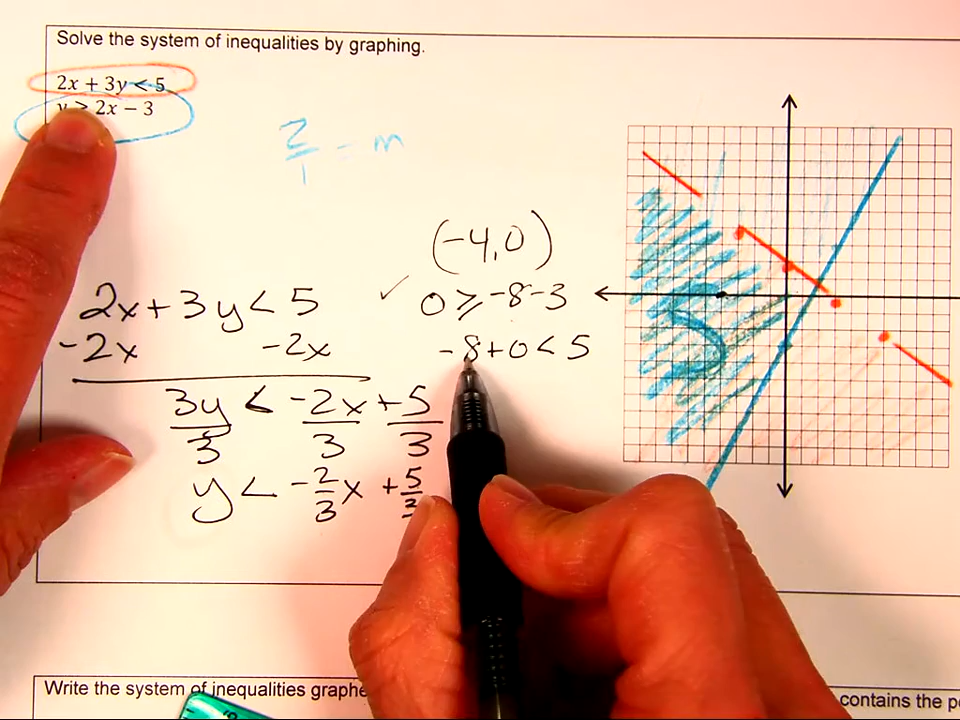 Solve the system of inequalities by graphing.
2x + 3y < 5
y ≥ 2x − 3
2/1 = m
(-4,0)
✓ 0 ≥ -8-3
-8+0 < 5
2x+3y < 5
-2x -2x
3y/3 < -2x/3 + 5/3
y < -2/3x + 5/3
Write the system of inequalities graphe contains the